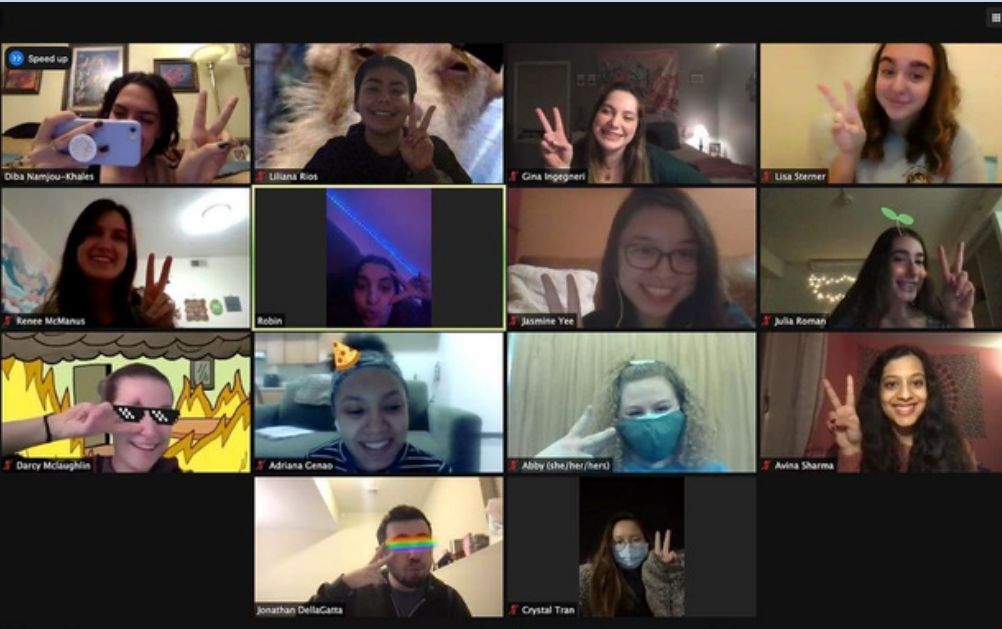 Speed up
Diba Namjou-Khales
Liliana Rios
Gina Ingegneri
Lisa Sterner
Renee McManus
Robin
Jasmine Yee
Julia Roman
Darcy Mclaughlin
Adriana Genao
Abby (she/her/hers)
Avina Sharma
Jonathan DellaGatta
Crystal Tran